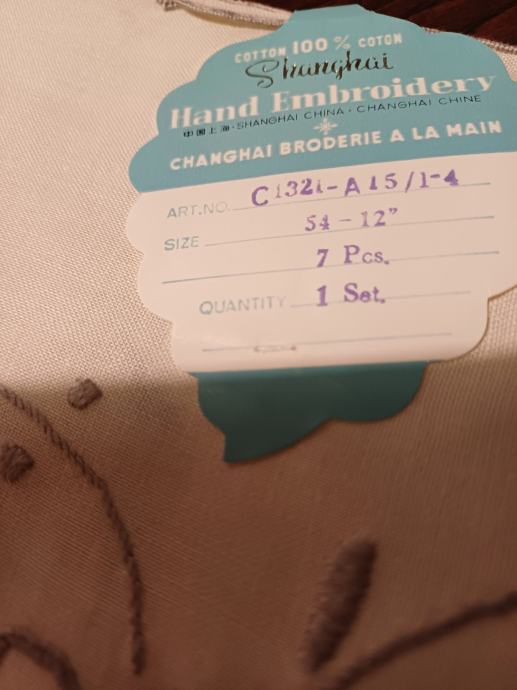 COTTON 100 % COTON
Shanghai
Hand Embroidery
中国上海·SHANGHAI CHINA · CHANGHAI CHINE
CHANGHAI BRODERIE A LA MAIN
ART.NO. C1321-A15/1-4
SIZE 54-12"
7 Pcs.
QUANTITY 1 Set.